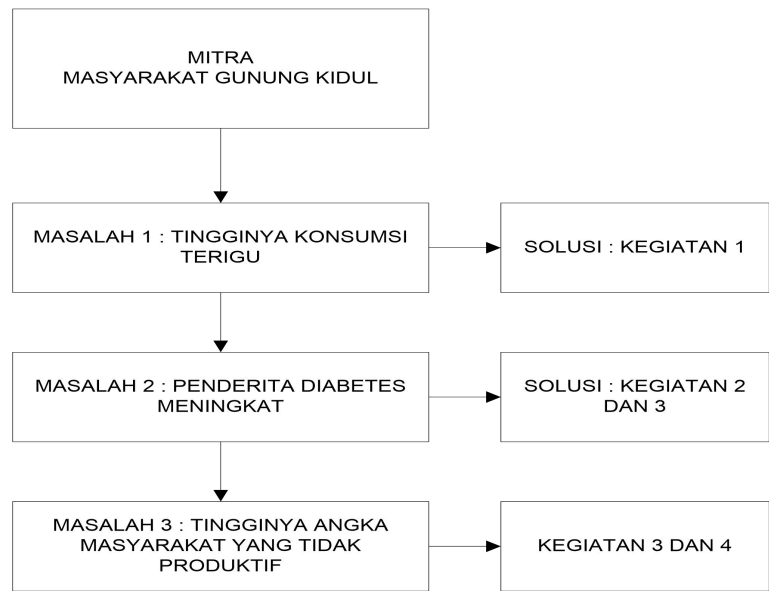 MITRA
MASYARAKAT GUNUNG KIDUL
MASALAH 1 : TINGGINYA KONSUMSI
TERIGU
SOLUSI : KEGIATAN 1
MASALAH 2 : PENDERITA DIABETES
MENINGKAT
SOLUSI : KEGIATAN 2
DAN 3
MASALAH 3 : TINGGINYA ANGKA
MASYARAKAT YANG TIDAK
PRODUKTIF
KEGIATAN 3 DAN 4